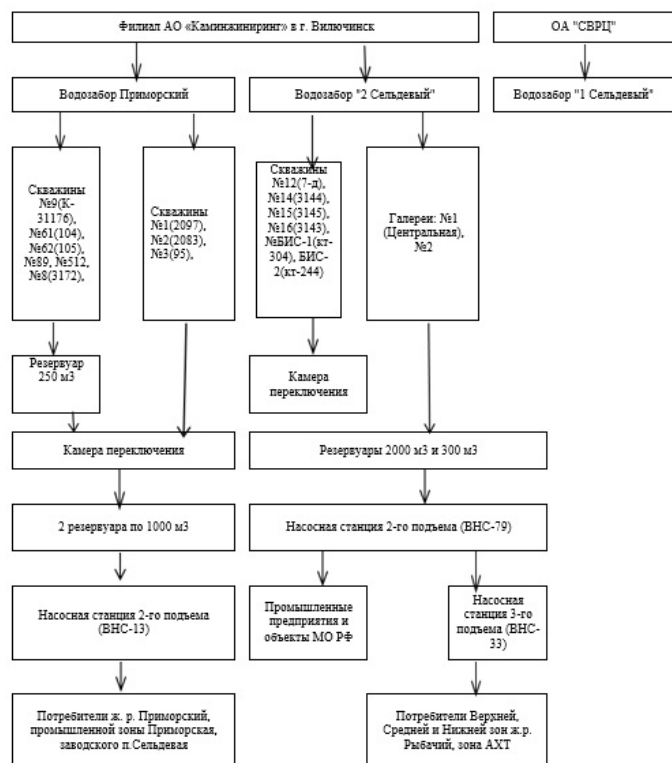 Филиал АО «Каминжиниринг» в г. Вилючинск
ОА "СВРЦ"
Водозабор Приморский
Водозабор "2 Сельдевый"
Водозабор "1 Сельдевый"
Скважины
№9(К-
31176),
№61(104),
№62(105),
№89, №512,
№8(3172),
Скважины
№1(2097),
№2(2083),
№3(95),
Скважины
№12(7-д),
№14(3144),
№15(3145),
№16(3143),
№БИС-1(кт-
304), БИС-
2(кт-244)
Галереи: №1
(Центральная),
№2
Резервуар
250 м3
Камера
переключения
Камера переключения
Резервуары 2000 м3 и 300 м3
2 резервуара по 1000 м3
Насосная станция 2-го подъема (ВНС-79)
Насосная станция 2-го подъема
(ВНС-13)
Промышленные
предприятия и
объекты МО РФ
Насосная
станция 3-го
подъема (ВНС-
33)
Потребители ж. р. Приморский,
промышленной зоны Приморская,
заводского п.Сельдевая
Потребители Верхней,
Средней и Нижней зон ж.р.
Рыбачий, зона АХТ